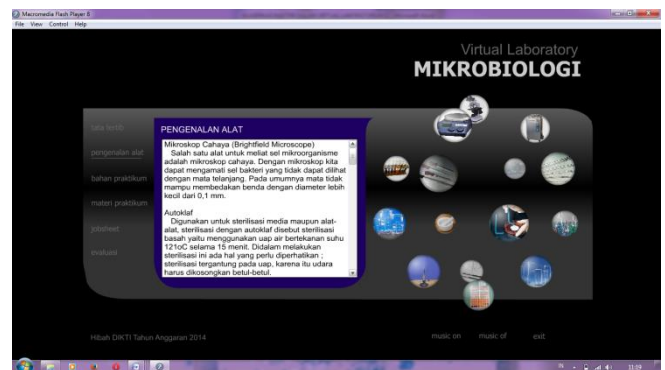 Macromedia Flash Player 8
File View Control Help
Virtual Laboratory
MIKROBIOLOGI
tata tertib
pengenalan alat
bahan praktikum
materi praktikum
jobsheet
evaluasi
PENGENALAN ALAT
Mikroskop Cahaya (Brightfield Microscope)
Salah satu alat untuk meliat sel mikroorganisme
adalah mikroskop cahaya. Dengan mikroskop kita
dapat mengamati sel bakteri yang tidak dapat dilihat
dengan mata telanjang. Pada umumnya mata tidak
mampu membedakan benda dengan diameter lebih
kecil dari 0,1 mm.
Autoklaf
Digunakan untuk sterilisasi media maupun alat-
alat, sterilisasi dengan autoklaf disebut sterilisasi
basah yaitu menggunakan uap air bertekanan suhu
121oC selama 15 menit. Didalam melakukan
sterilisasi ini ada hal yang perlu diperhatikan ;
sterilisasi tergantung pada uap, karena itu udara
harus dikosongkan betul-betul.
Hibah DIKTI Tahun Anggaran 2014
music on music of exit
11:09